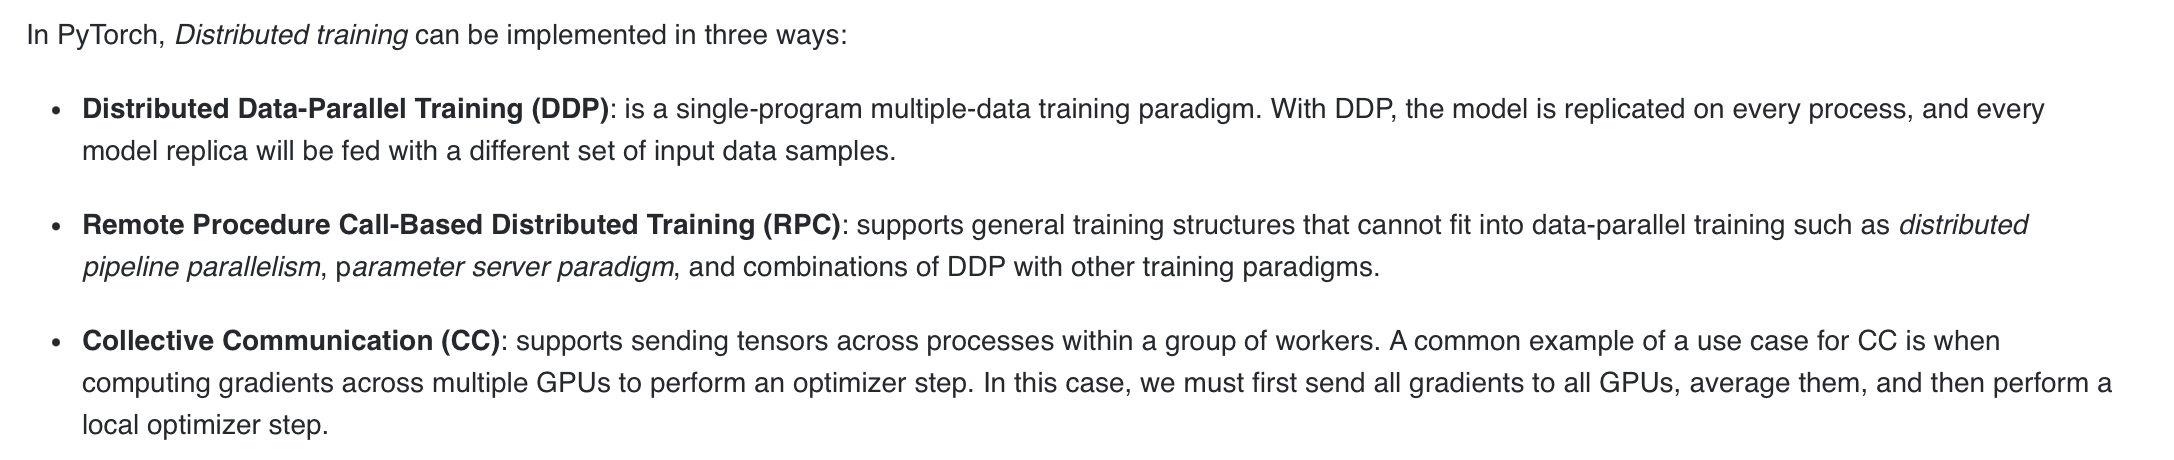 In PyTorch, Distributed training can be implemented in three ways:
• Distributed Data-Parallel Training (DDP): is a single-program multiple-data training paradigm. With DDP, the model is replicated on every process, and every
model replica will be fed with a different set of input data samples.
• Remote Procedure Call-Based Distributed Training (RPC): supports general training structures that cannot fit into data-parallel training such as distributed
pipeline parallelism, parameter server paradigm, and combinations of DDP with other training paradigms.
• Collective Communication (CC): supports sending tensors across processes within a group of workers. A common example of a use case for CC is when
computing gradients across multiple GPUs to perform an optimizer step. In this case, we must first send all gradients to all GPUs, average them, and then perform a
local optimizer step.